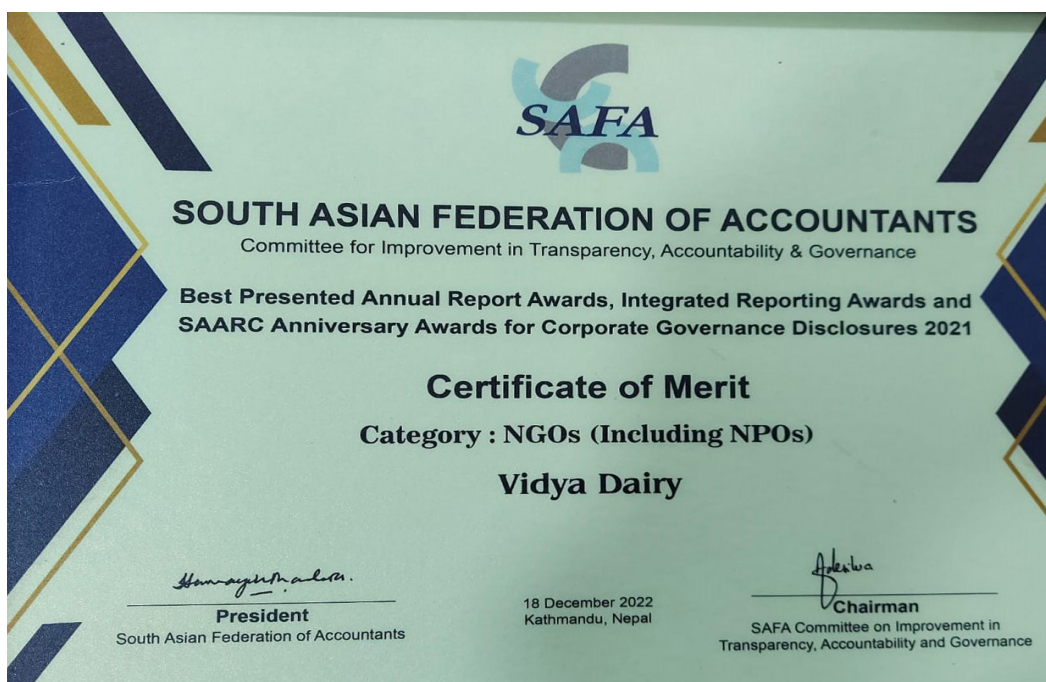 SAFA
SOUTH ASIAN FEDERATION OF ACCOUNTANTS
Committee for Improvement in Transparency, Accountability & Governance
Best Presented Annual Report Awards, Integrated Reporting Awards and
SAARC Anniversary Awards for Corporate Governance Disclosures 2021
Certificate of Merit
Category : NGOs (Including NPOs)
Vidya Dairy
President
South Asian Federation of Accountants
18 December 2022
Kathmandu, Nepal
Chairman
SAFA Committee on Improvement in
Transparency, Accountability and Governance